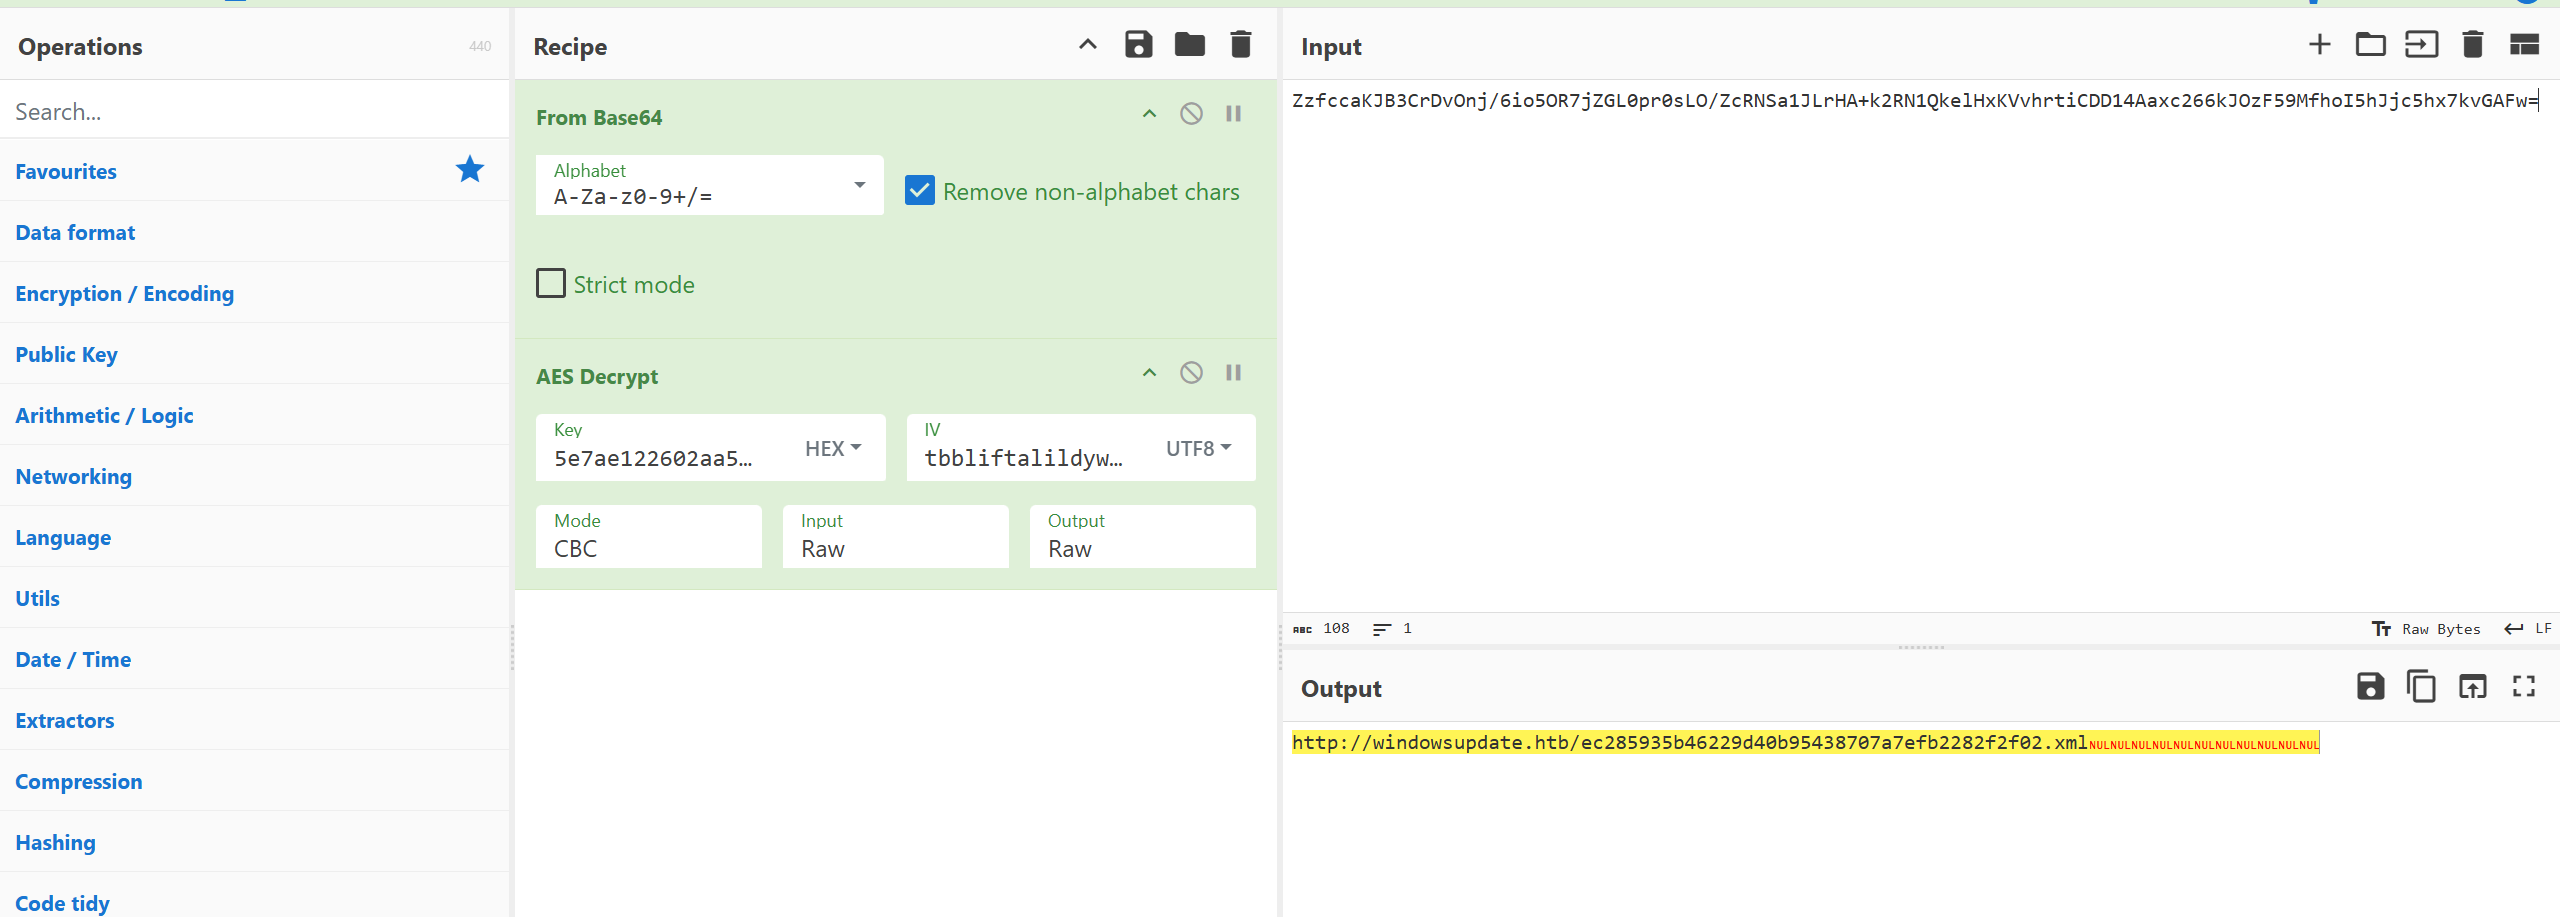 Operations
440
Search...
Favourites
Data format
Encryption / Encoding
Public Key
Arithmetic / Logic
Networking
Language
Utils
Date / Time
Extractors
Compression
Hashing
Code tidy
Recipe
From Base64
Alphabet
A-Za-z0-9+/=
Remove non-alphabet chars
Strict mode
AES Decrypt
Key
5e7ae122602aa5…
HEX
IV
tbbliftalildyw…
UTF8
Mode
CBC
Input
Raw
Output
Raw
Input
ZzfccaKJB3CrDvOnj/6io5OR7jZGL0pr0sLO/ZcRNSa1JLrHA+k2RN1QkelHxKVvhrtiCDD14Aaxc266kJOzF59MfhoI5hJjc5hx7kvGAFw=
ABC 108 1
Tт Raw Bytes LF
Output
http://windowsupdate.htb/ec285935b46229d40b95438707a7efb2282f2f02.xmlNULNULNULNULNULNULNULNULNULNULNUL